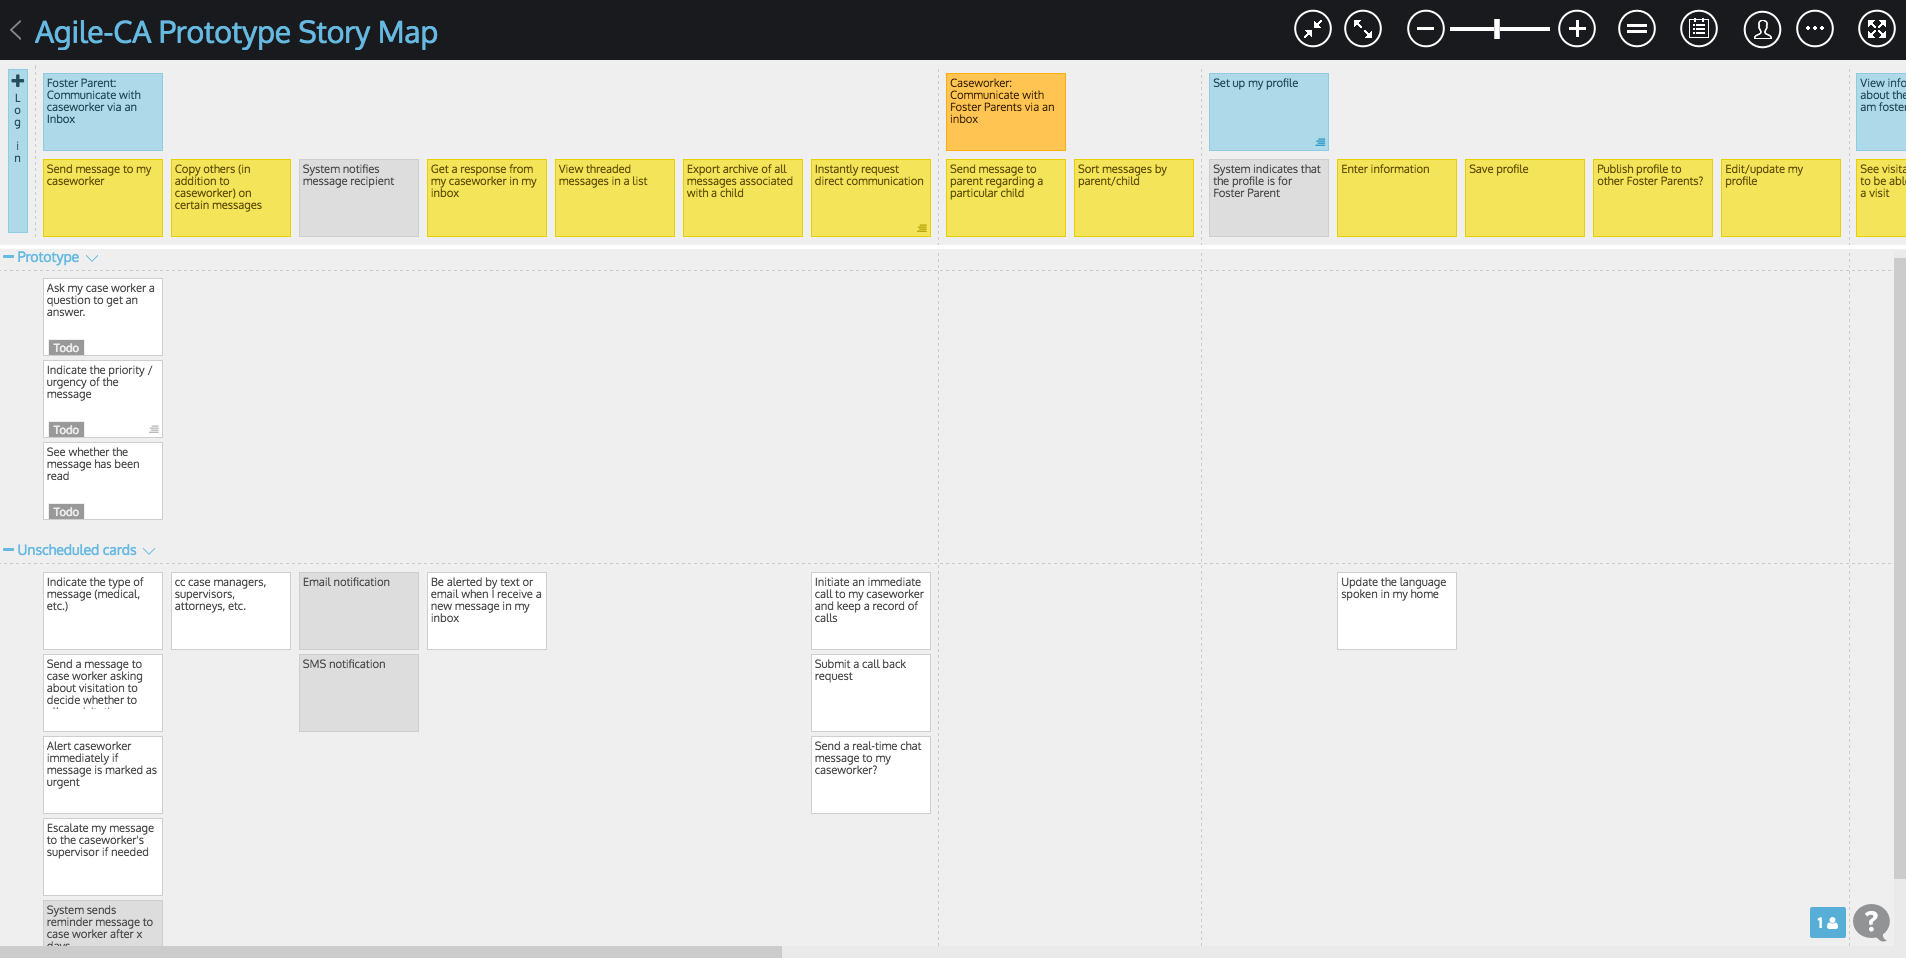 Agile-CA Prototype Story Map
Log in
Foster Parent:
Communicate with
caseworker via an
Inbox
Caseworker:
Communicate with
Foster Parents via an
inbox
Set up my profile
View info
about the
am foster
Send message to my
caseworker
Copy others (in
addition to
caseworker) on
certain messages
System notifies
message recipient
Get a response from
my caseworker in my
inbox
View threaded
messages in a list
Export archive of all
messages associated
with a child
Instantly request
direct communication
Send message to
parent regarding a
particular child
Sort messages by
parent/child
System indicates that
the profile is for
Foster Parent
Enter information
Save profile
Publish profile to
other Foster Parents?
Edit/update my
profile
See visita
to be abl
a visit
Prototype
Ask my case worker a
question to get an
answer.
Todo
Indicate the priority /
urgency of the
message
Todo
See whether the
message has been
read
Todo
Unscheduled cards
Indicate the type of
message (medical,
etc.)
cc case managers,
supervisors,
attorneys, etc.
Email notification
Be alerted by text or
email when I receive a
new message in my
inbox
Initiate an immediate
call to my caseworker
and keep a record of
calls
Update the language
spoken in my home
Send a message to
case worker asking
about visitation to
decide whether to
SMS notification
Submit a call back
request
Alert caseworker
immediately if
message is marked as
urgent
Send a real-time chat
message to my
caseworker?
Escalate my message
to the caseworker's
supervisor if needed
System sends
reminder message to
case worker after x
days
1
?